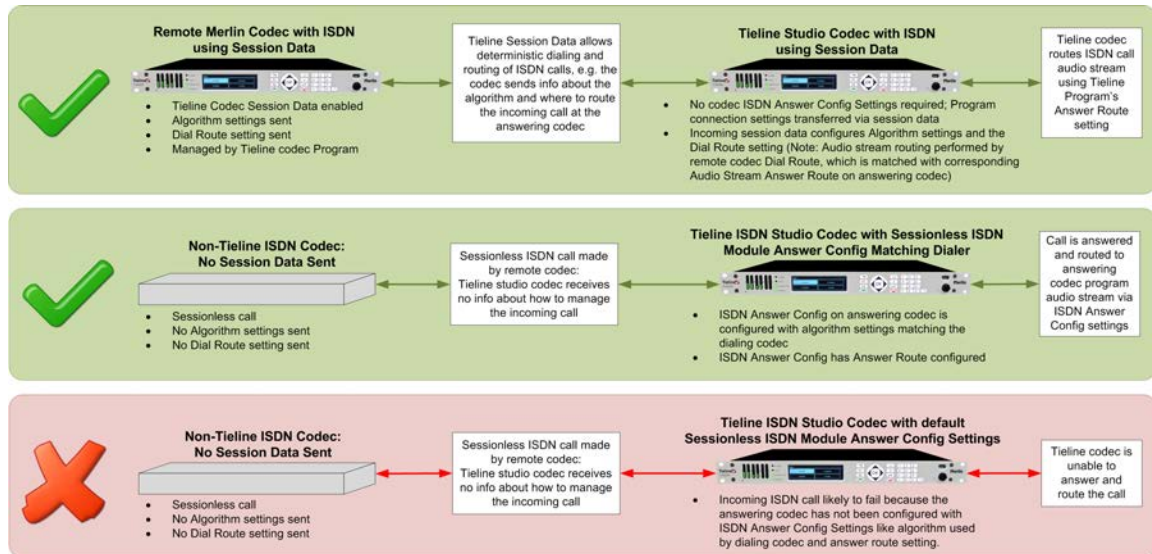 Remote Merlin Codec with ISDN
using Session Data
• Tieline Codec Session Data enabled
• Algorithm settings sent
• Dial Route setting sent
• Managed by Tieline codec Program
Tieline Session Data allows
deterministic dialing and
routing of ISDN calls, e.g. the
codec sends info about the
algorithm and where to route
the incoming call at the
answering codec
Tieline Studio Codec with ISDN
using Session Data
• No codec ISDN Answer Config Settings required; Program
connection settings transferred via session data
• Incoming session data configures Algorithm settings and the
Dial Route setting (Note: Audio stream routing performed by
remote codec Dial Route, which is matched with corresponding
Audio Stream Answer Route on answering codec)
Tieline codec
routes ISDN call
audio stream
using Tieline
Program's
Answer Route
setting
Non-Tieline ISDN Codec:
No Session Data Sent
• Sessionless call
• No Algorithm settings sent
• No Dial Route setting sent
Sessionless ISDN call made
by remote codec:
Tieline studio codec receives
no info about how to manage
the incoming call
Tieline ISDN Studio Codec with Sessionless ISDN
Module Answer Config Matching Dialer
• ISDN Answer Config on answering codec is
configured with algorithm settings matching the
dialing codec
• ISDN Answer Config has Answer Route configured
Call is answered
and routed to
answering
codec program
audio stream via
ISDN Answer
Config settings
Non-Tieline ISDN Codec:
No Session Data Sent
• Sessionless call
• No Algorithm settings sent
• No Dial Route setting sent
Sessionless ISDN call made
by remote codec:
Tieline studio codec receives
no info about how to manage
the incoming call
Tieline ISDN Studio Codec with default
Sessionless ISDN Module Answer Config Settings
• Incoming ISDN call likely to fail because the
answering codec has not been configured with
ISDN Answer Config Settings like algorithm used
by dialing codec and answer route setting.
Tieline codec is
unable to
answer and
route the call